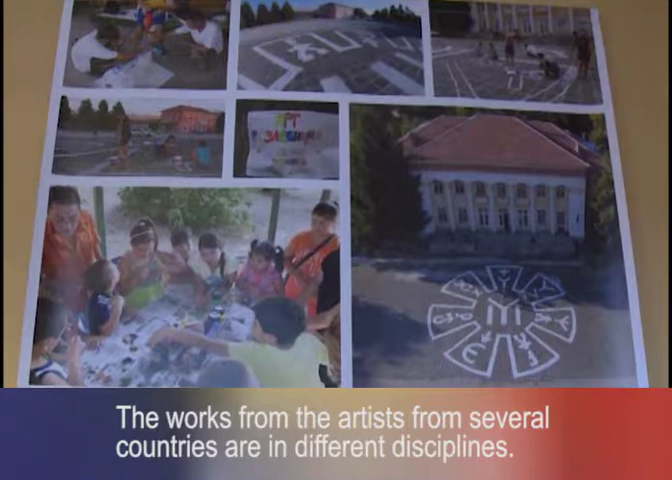 The works from the artists from several
countries are in different disciplines.